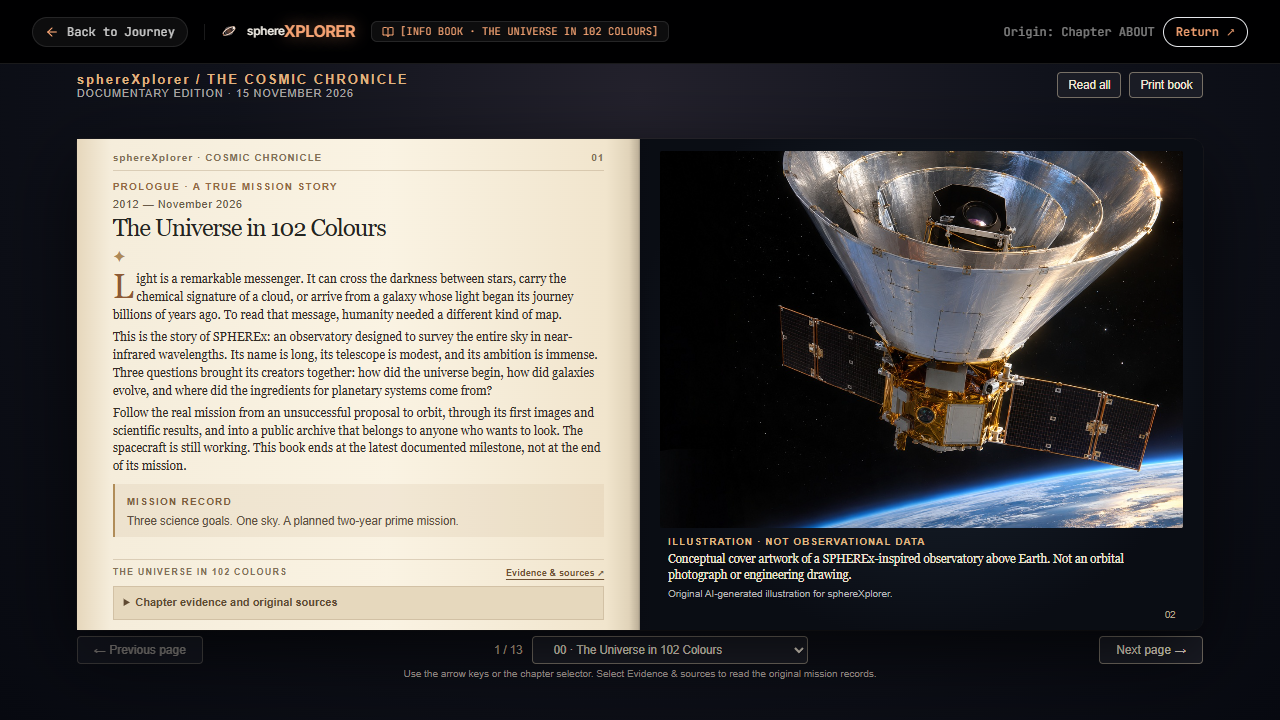 ← Back to Journey
sphereXPLORER
[INFO BOOK · THE UNIVERSE IN 102 COLOURS]
Origin: Chapter ABOUT
Return ↗
sphereXplorer / THE COSMIC CHRONICLE
DOCUMENTARY EDITION · 15 NOVEMBER 2026
Read all
Print book
sphereXplorer · COSMIC CHRONICLE
01
PROLOGUE · A TRUE MISSION STORY
2012 — November 2026
The Universe in 102 Colours
✦
Light is a remarkable messenger. It can cross the darkness between stars, carry the
chemical signature of a cloud, or arrive from a galaxy whose light began its journey
billions of years ago. To read that message, humanity needed a different kind of map.
This is the story of SPHEREx: an observatory designed to survey the entire sky in near-
infrared wavelengths. Its name is long, its telescope is modest, and its ambition is immense.
Three questions brought its creators together: how did the universe begin, how did galaxies
evolve, and where did the ingredients for planetary systems come from?
Follow the real mission from an unsuccessful proposal to orbit, through its first images and
scientific results, and into a public archive that belongs to anyone who wants to look. The
spacecraft is still working. This book ends at the latest documented milestone, not at the end
of its mission.
MISSION RECORD
Three science goals. One sky. A planned two-year prime mission.
THE UNIVERSE IN 102 COLOURS
Evidence & sources ↗
▶ Chapter evidence and original sources
ILLUSTRATION · NOT OBSERVATIONAL DATA
Conceptual cover artwork of a SPHEREx-inspired observatory above Earth. Not an orbital
photograph or engineering drawing.
Original AI-generated illustration for sphereXplorer.
02
← Previous page
1 / 13
00 · The Universe in 102 Colours
Next page →
Use the arrow keys or the chapter selector. Select Evidence & sources to read the original mission records.